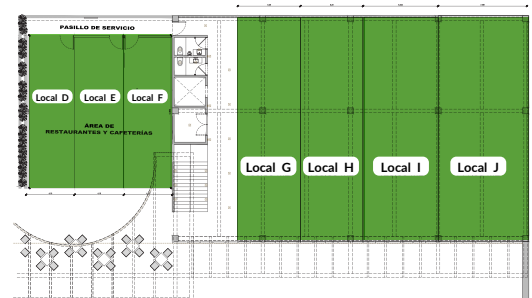 PASILLO DE SERVICIO
Local D
Local E
Local F
ÁREA DE
RESTAURANTES Y CAFETERÍAS
Local G
Local H
Local I
Local J